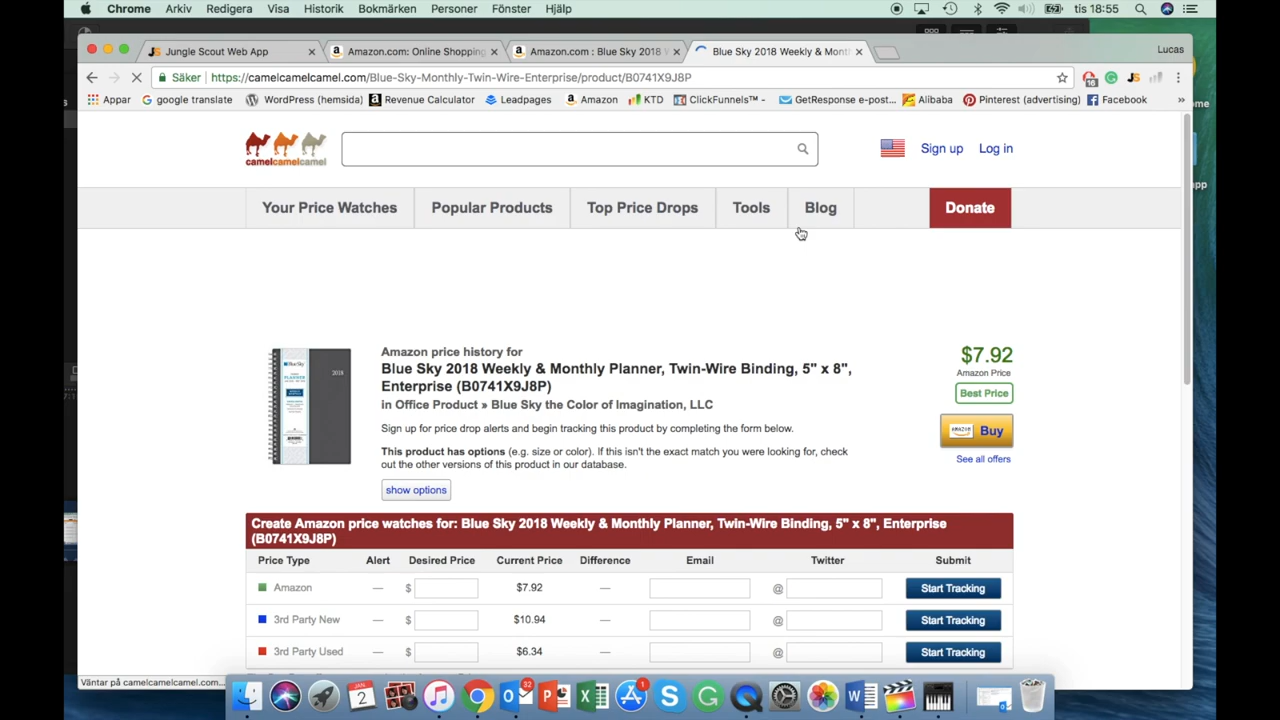 Chrome Arkiv Redigera Visa Historik Bokmärken Personer Fönster Hjälp tis 18:55
Jungle Scout Web App Amazon.com: Online Shopping Amazon.com : Blue Sky 2018 W Blue Sky 2018 Weekly & Month Lucas
Säker https://camelcamelcamel.com/Blue-Sky-Monthly-Twin-Wire-Enterprise/product/B0741X9J8P
Appar google translate WordPress (hemsida) Revenue Calculator Leadpages Amazon KTD ClickFunnels™ - GetResponse e-post... Alibaba Pinterest (advertising) Facebook »
camelcamelcamel Sign up Log in
Your Price Watches Popular Products Top Price Drops Tools Blog Donate
Amazon price history for
Blue Sky 2018 Weekly & Monthly Planner, Twin-Wire Binding, 5" x 8",
Enterprise (B0741X9J8P)
in Office Product » Blue Sky the Color of Imagination, LLC
Sign up for price drop alerts and begin tracking this product by completing the form below.
This product has options (e.g. size or color). If this isn't the exact match you were looking for, check
out the other versions of this product in our database.
show options
$7.92
Amazon Price
Best Price
amazon Buy
See all offers
Create Amazon price watches for: Blue Sky 2018 Weekly & Monthly Planner, Twin-Wire Binding, 5" x 8", Enterprise
(B0741X9J8P)
Price Type Alert Desired Price Current Price Difference Email Twitter Submit
Amazon — $ $7.92 — @ Start Tracking
3rd Party New — $ $10.94 — @ Start Tracking
3rd Party Used — $ $6.34 — @ Start Tracking
Väntar på camelcamelcamel.com...